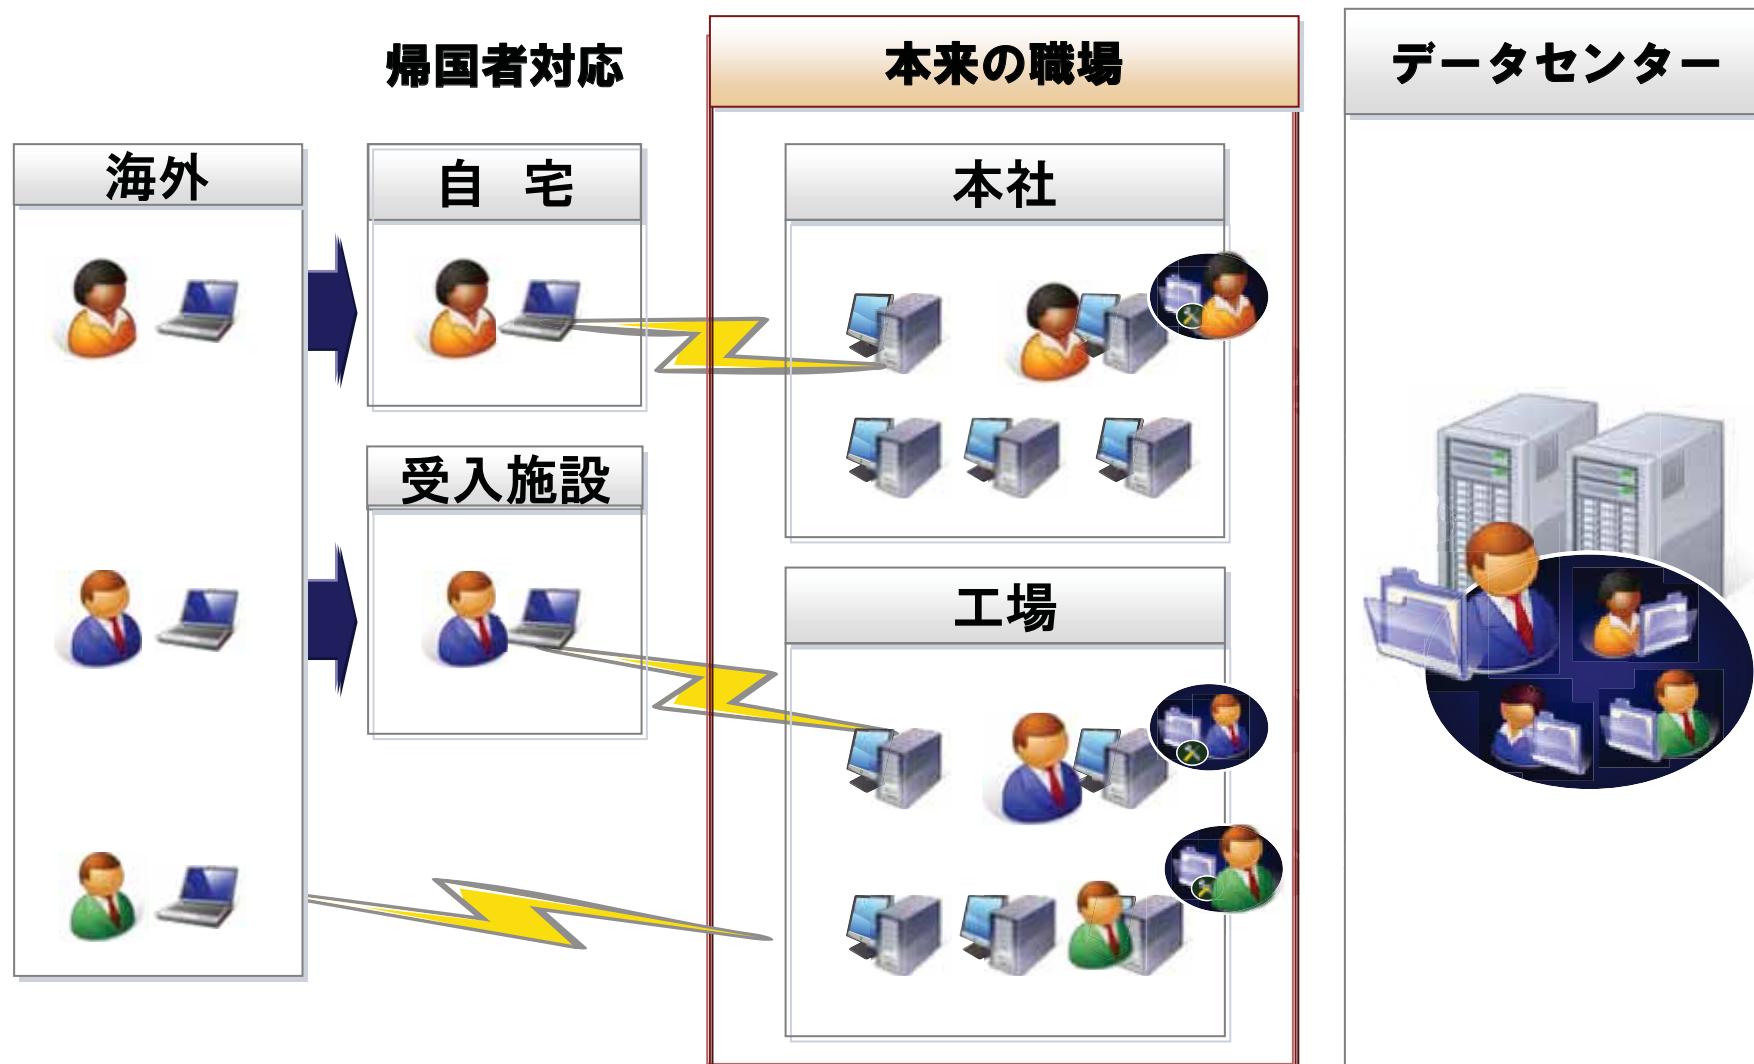 帰国者対応
本来の職場
データセンター
海外
自 宅
本社
受入施設
工場